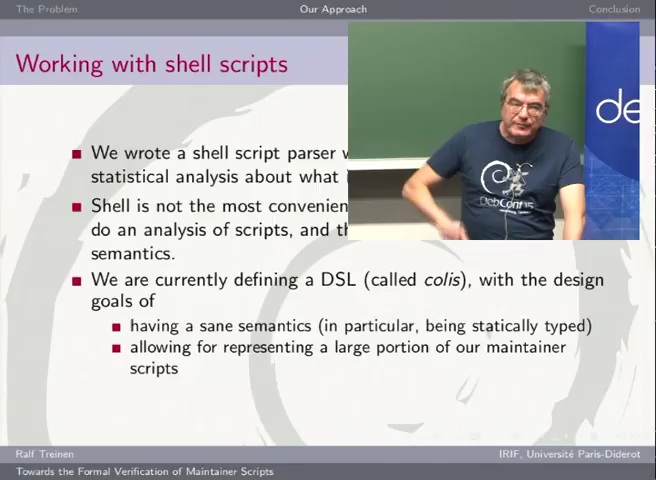 The Problem Our Approach Conclusion
Working with shell scripts
We wrote a shell script parser
statistical analysis about what
Shell is not the most convenien
do an analysis of scripts, and
semantics.
We are currently defining a DSL (called colis), with the design
goals of
having a sane semantics (in particular, being statically typed)
allowing for representing a large portion of our maintainer
scripts
de
DebConf16
Ralf Treinen IRIF, Université Paris-Diderot
Towards the Formal Verification of Maintainer Scripts